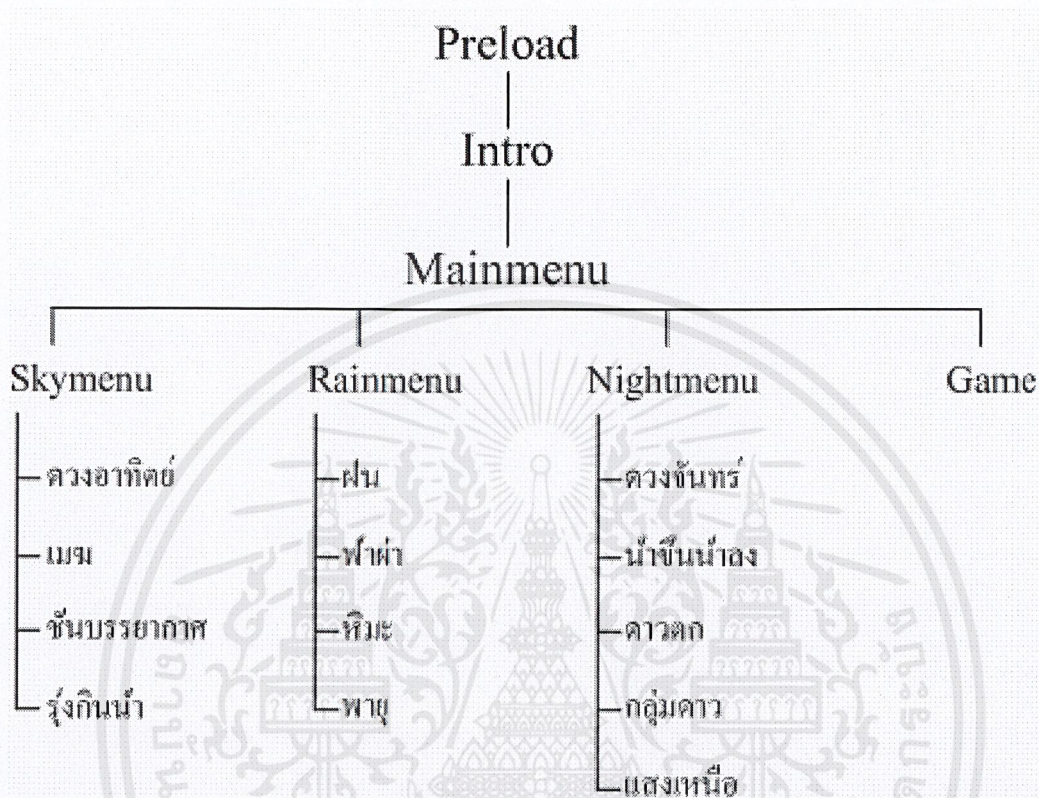 Preload
Intro
Mainmenu
Skymenu
ดวงอาทิตย์
เมฆ
ชั้นบรรยากาศ
รุ้งกินน้ำ
Rainmenu
ฝน
ฟ้าผ่า
หิมะ
พายุ
Nightmenu
ดวงจันทร์
น้ำขึ้นน้ำลง
ดาวตก
กลุ่มดาว
แสงเหนือ
Game